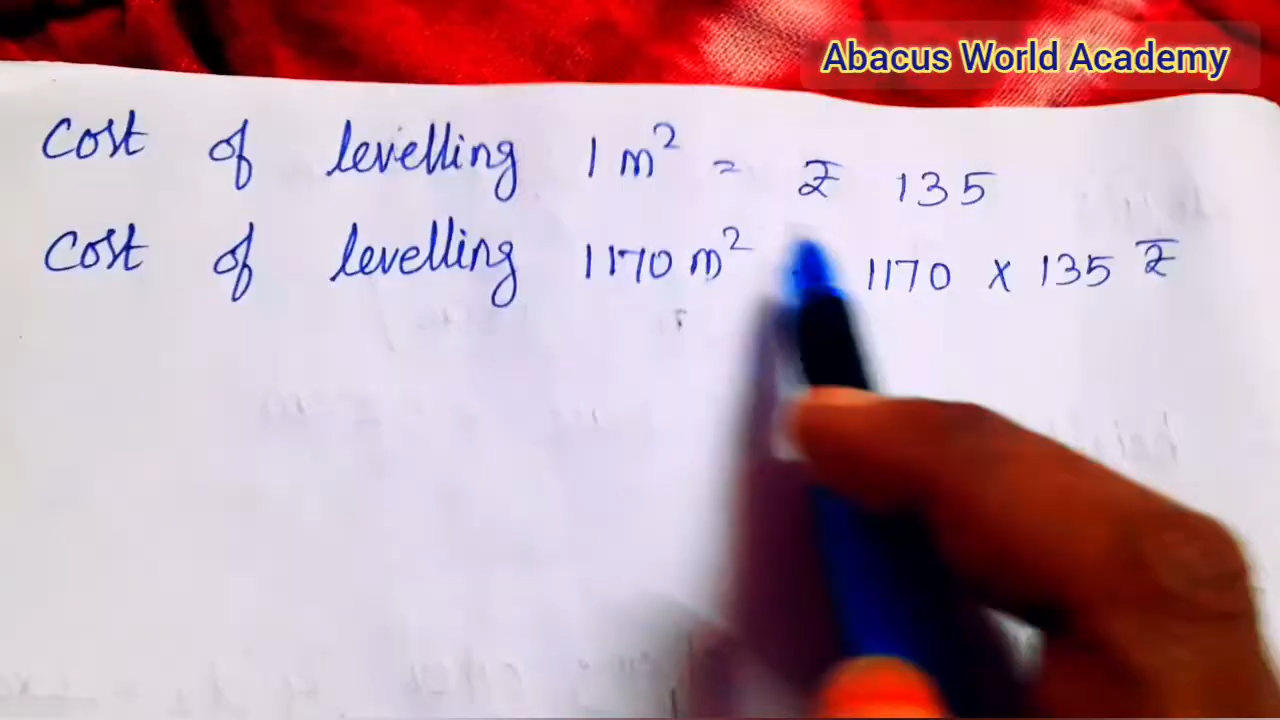 Abacus World Academy
Cost of levelling 1 m² = ₹ 135
Cost of levelling 1170 m² 1170 x 135 ₹